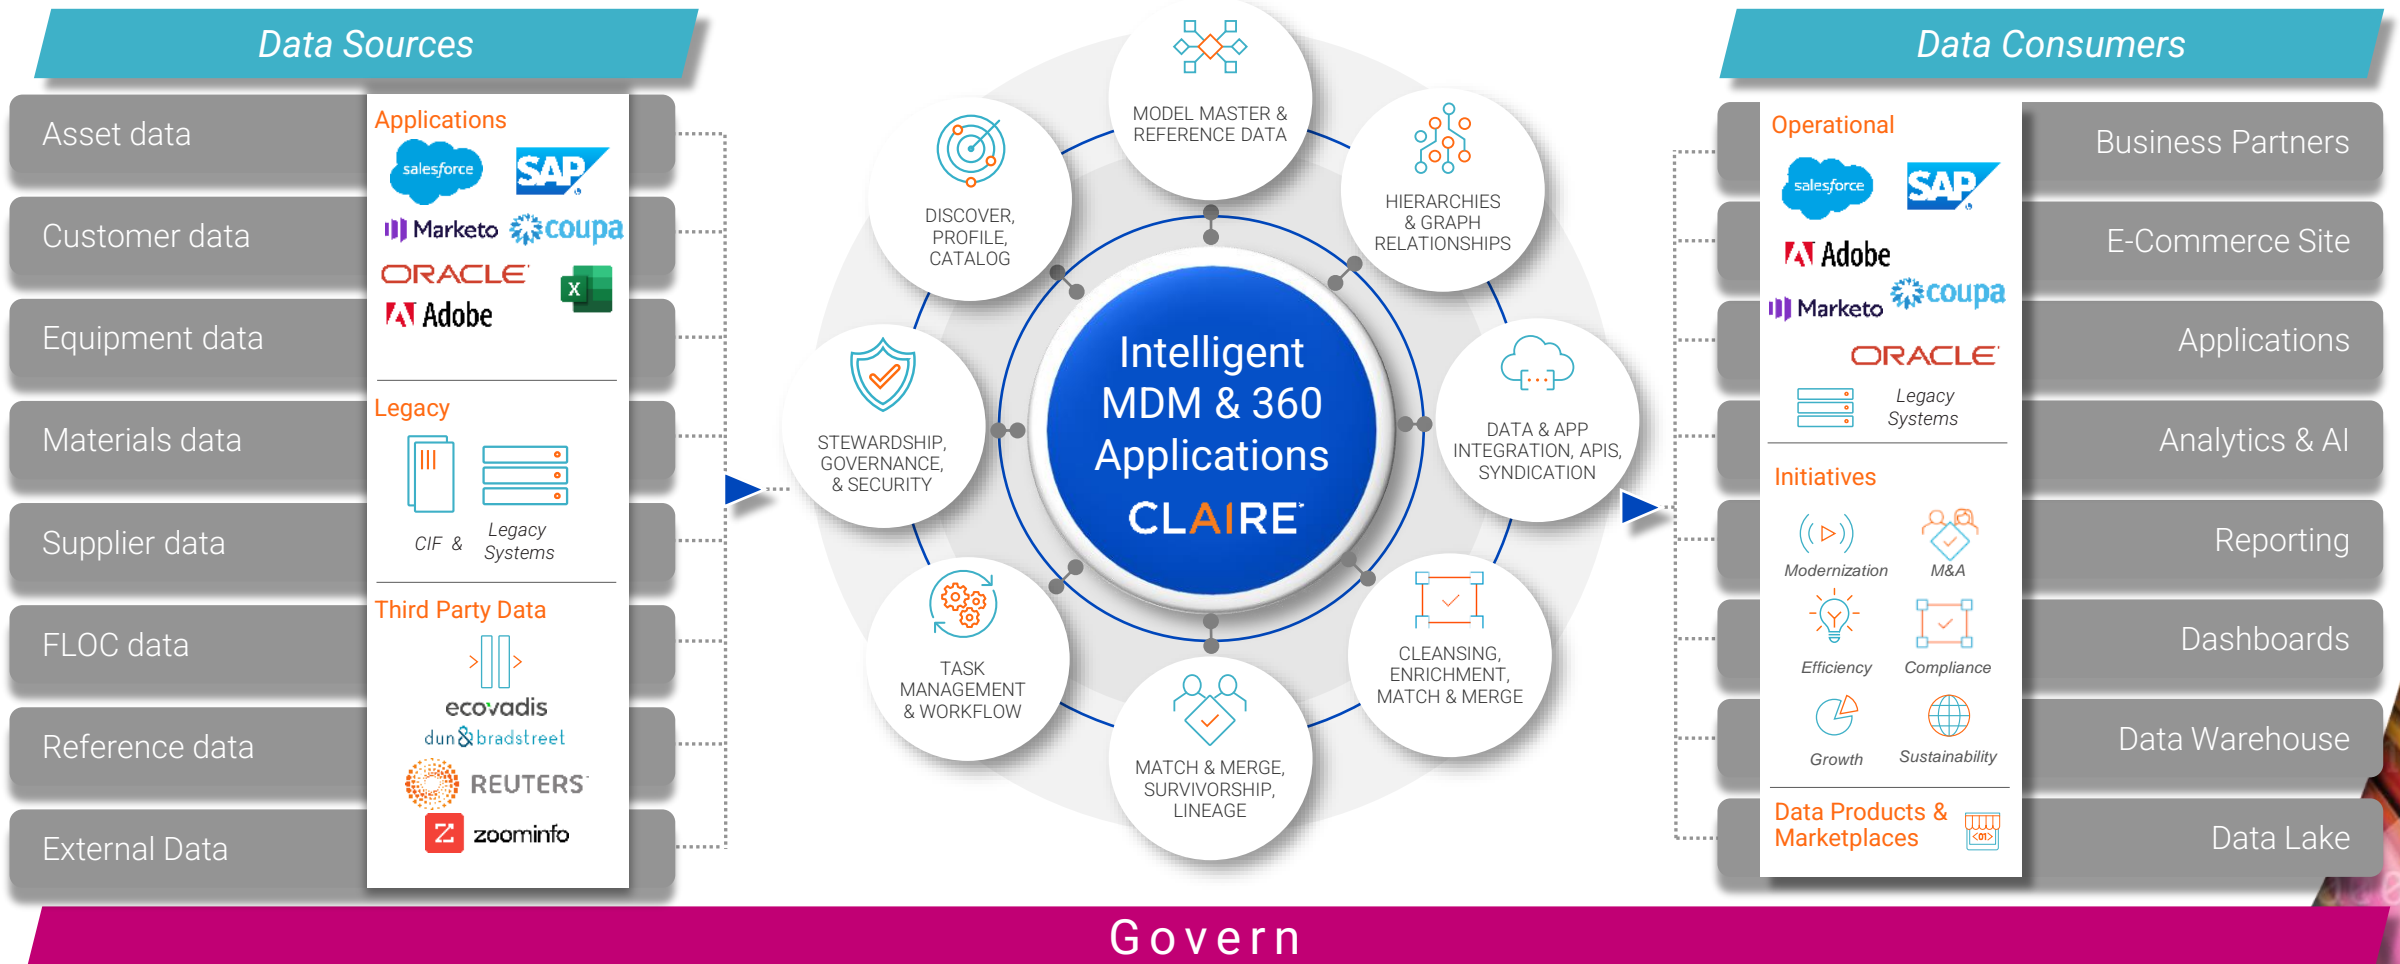 Data Sources
Asset data
Customer data
Equipment data
Materials data
Supplier data
FLOC data
Reference data
External Data
Applications
salesforce
SAP
Marketo
coupa
ORACLE
X
Adobe
Legacy
CIF &
Legacy
Systems
Third Party Data
ecovadis
dun & bradstreet
REUTERS
Z zoominfo
MODEL MASTER &
REFERENCE DATA
HIERARCHIES
& GRAPH
RELATIONSHIPS
DATA & APP
INTEGRATION, APIS,
SYNDICATION
CLEANSING,
ENRICHMENT,
MATCH & MERGE
MATCH & MERGE,
SURVIVORSHIP,
LINEAGE
TASK
MANAGEMENT
& WORKFLOW
STEWARDSHIP,
GOVERNANCE,
& SECURITY
DISCOVER,
PROFILE,
CATALOG
Intelligent
MDM & 360
Applications
CLAIRE
Data Consumers
Operational
salesforce
SAP
Adobe
Marketo
coupa
ORACLE
Legacy
Systems
Initiatives
Modernization
M&A
Efficiency
Compliance
Growth
Sustainability
Data Products &
Marketplaces
<01>
Business Partners
E-Commerce Site
Applications
Analytics & AI
Reporting
Dashboards
Data Warehouse
Data Lake
Govern